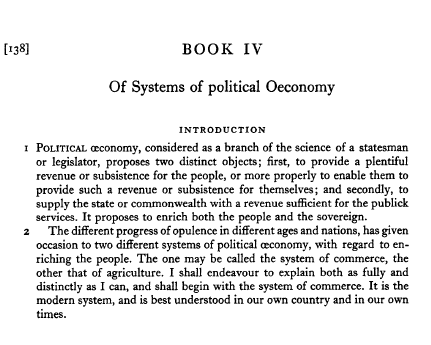 [138]
BOOK IV
Of Systems of political Oeconomy
INTRODUCTION
1 POLITICAL œconomy, considered as a branch of the science of a statesman
or legislator, proposes two distinct objects; first, to provide a plentiful
revenue or subsistence for the people, or more properly to enable them to
provide such a revenue or subsistence for themselves; and secondly, to
supply the state or commonwealth with a revenue sufficient for the publick
services. It proposes to enrich both the people and the sovereign.
2 The different progress of opulence in different ages and nations, has given
occasion to two different systems of political œconomy, with regard to en-
riching the people. The one may be called the system of commerce, the
other that of agriculture. I shall endeavour to explain both as fully and
distinctly as I can, and shall begin with the system of commerce. It is the
modern system, and is best understood in our own country and in our own
times.